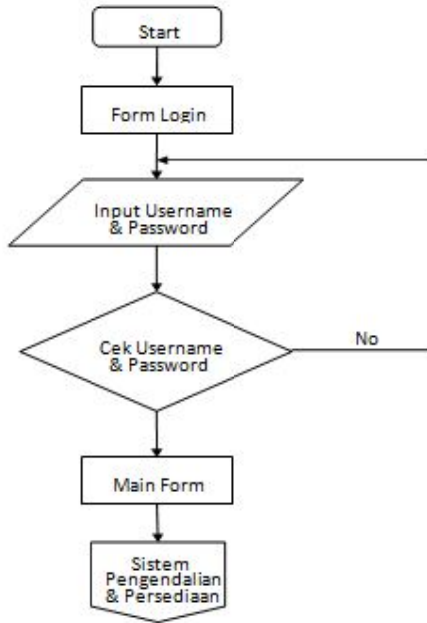 Start
Form Login
Input Username
& Password
Cek Username
& Password
No
Main Form
Sistem
Pengendalian
& Persediaan